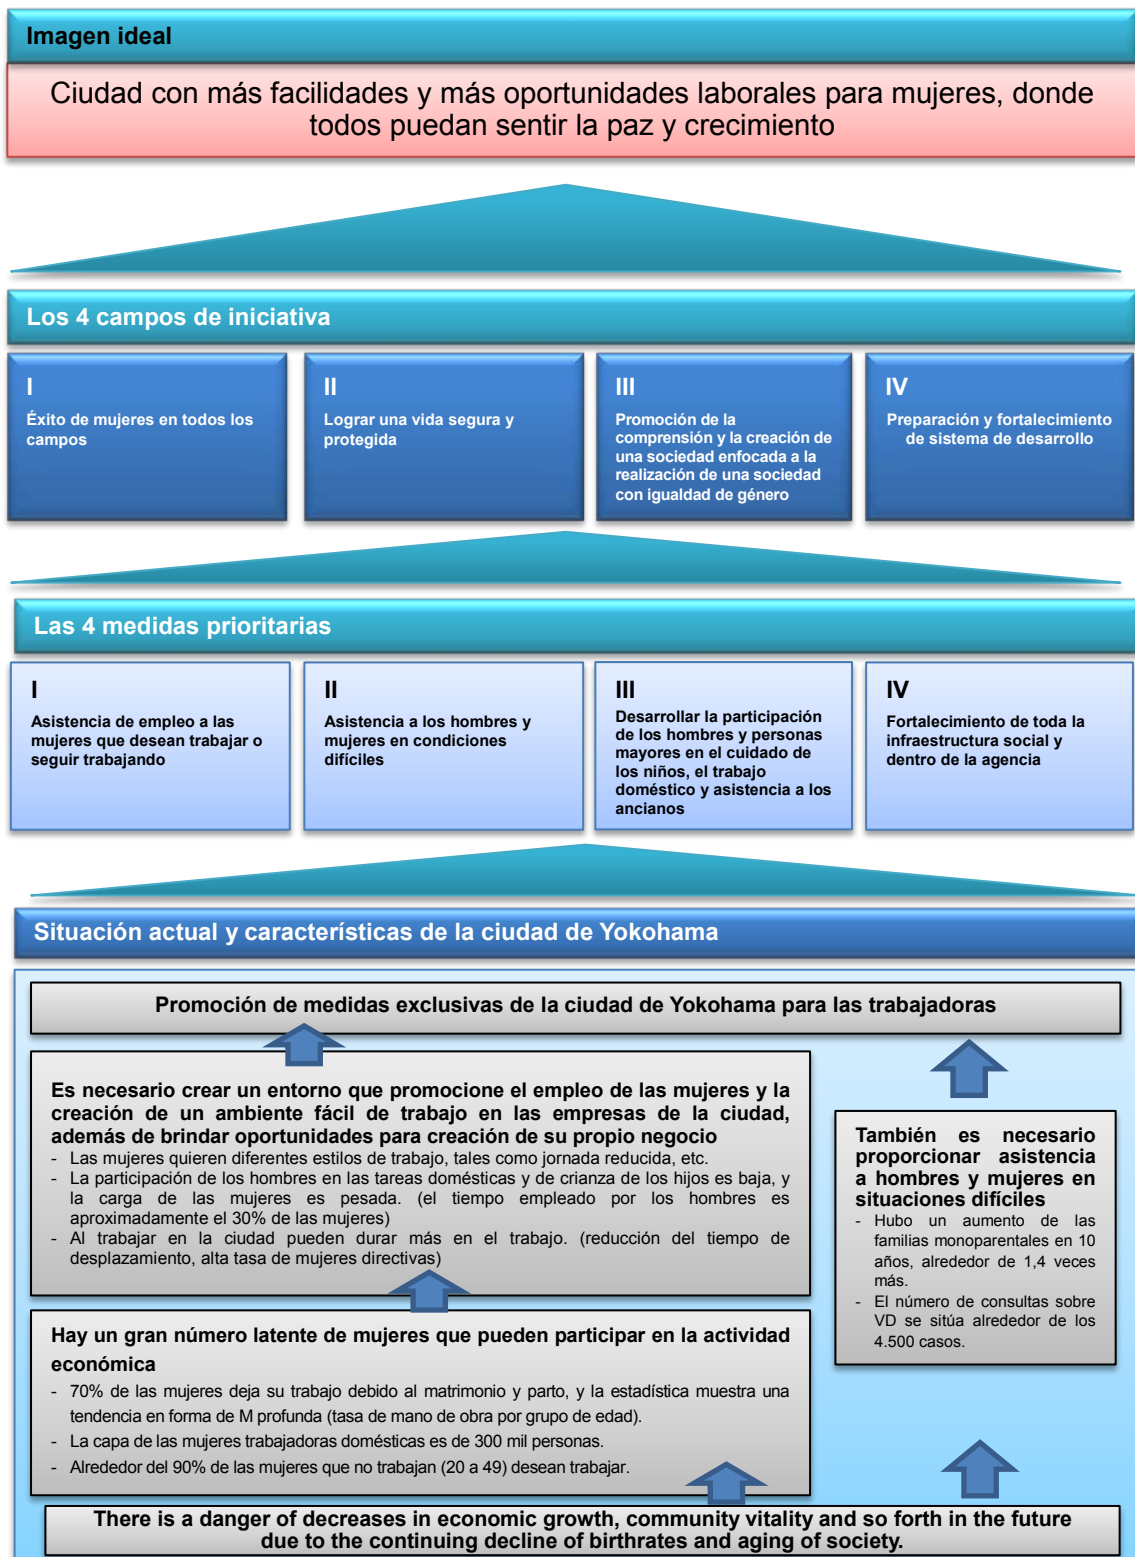 Imagen ideal
Ciudad con más facilidades y más oportunidades laborales para mujeres, donde
todos puedan sentir la paz y crecimiento
Los 4 campos de iniciativa
I
Éxito de mujeres en todos los
campos
II
Lograr una vida segura y
protegida
III
Promoción de la
comprensión y la creación de
una sociedad enfocada a la
realización de una sociedad
con igualdad de género
IV
Preparación y fortalecimiento
de sistema de desarrollo
Las 4 medidas prioritarias
I
Asistencia de empleo a las
mujeres que desean trabajar o
seguir trabajando
II
Asistencia a los hombres y
mujeres en condiciones
difíciles
III
Desarrollar la participación
de los hombres y personas
mayores en el cuidado de
los niños, el trabajo
doméstico y asistencia a los
ancianos
IV
Fortalecimiento de toda la
infraestructura social y
dentro de la agencia
Situación actual y características de la ciudad de Yokohama
Promoción de medidas exclusivas de la ciudad de Yokohama para las trabajadoras
Es necesario crear un entorno que promocione el empleo de las mujeres y la
creación de un ambiente fácil de trabajo en las empresas de la ciudad,
además de brindar oportunidades para creación de su propio negocio
- Las mujeres quieren diferentes estilos de trabajo, tales como jornada reducida, etc.
- La participación de los hombres en las tareas domésticas y de crianza de los hijos es baja, y
la carga de las mujeres es pesada. (el tiempo empleado por los hombres es
aproximadamente el 30% de las mujeres)
- Al trabajar en la ciudad pueden durar más en el trabajo. (reducción del tiempo de
desplazamiento, alta tasa de mujeres directivas)
También es necesario
proporcionar asistencia
a hombres y mujeres en
situaciones difíciles
- Hubo un aumento de las
familias monoparentales en 10
años, alrededor de 1,4 veces
más.
- El número de consultas sobre
VD se sitúa alrededor de los
4.500 casos.
Hay un gran número latente de mujeres que pueden participar en la actividad
económica
- 70% de las mujeres deja su trabajo debido al matrimonio y parto, y la estadística muestra una
tendencia en forma de M profunda (tasa de mano de obra por grupo de edad).
- La capa de las mujeres trabajadoras domésticas es de 300 mil personas.
- Alrededor del 90% de las mujeres que no trabajan (20 a 49) desean trabajar.
There is a danger of decreases in economic growth, community vitality and so forth in the future
due to the continuing decline of birthrates and aging of society.